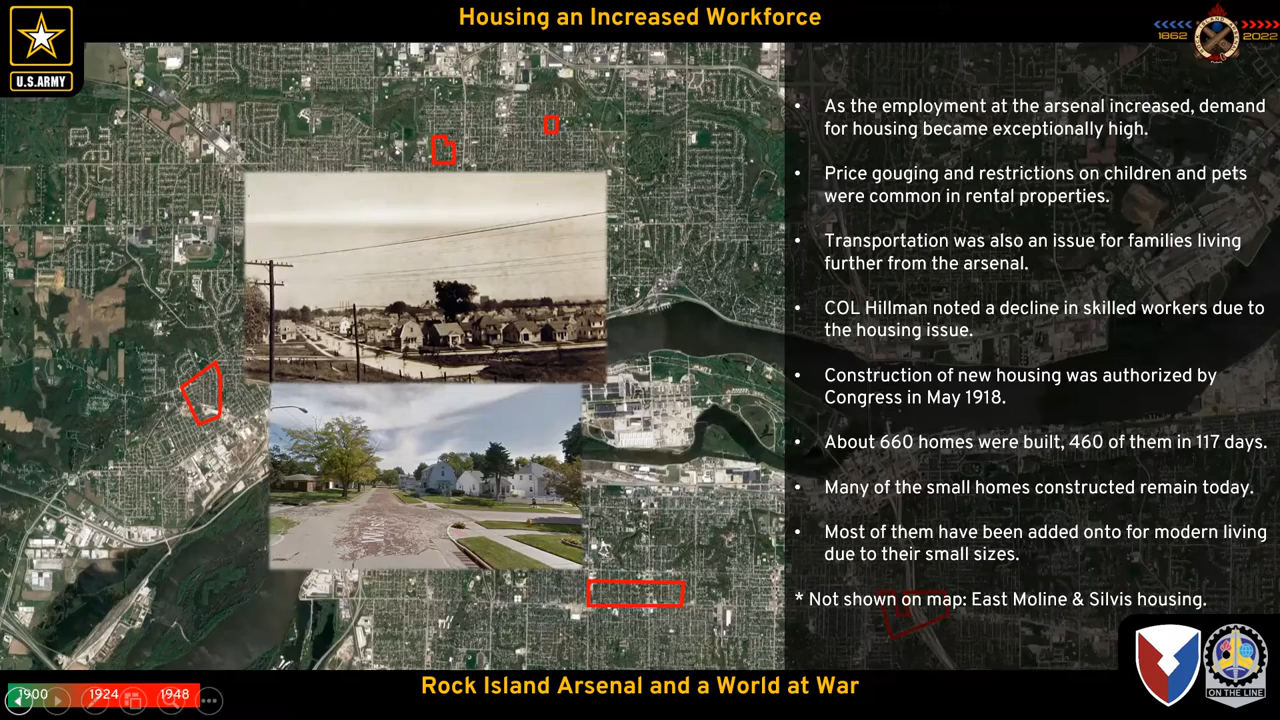 Housing an Increased Workforce
U.S.ARMY
ISLAND
1862
2022
• As the employment at the arsenal increased, demand
for housing became exceptionally high.
• Price gouging and restrictions on children and pets
were common in rental properties.
• Transportation was also an issue for families living
further from the arsenal.
• COL Hillman noted a decline in skilled workers due to
the housing issue.
• Construction of new housing was authorized by
Congress in May 1918.
• About 660 homes were built, 460 of them in 117 days.
• Many of the small homes constructed remain today.
• Most of them have been added onto for modern living
due to their small sizes.
* Not shown on map: East Moline & Silvis housing.
ON THE LINE
1900
1924
1948
Rock Island Arsenal and a World at War